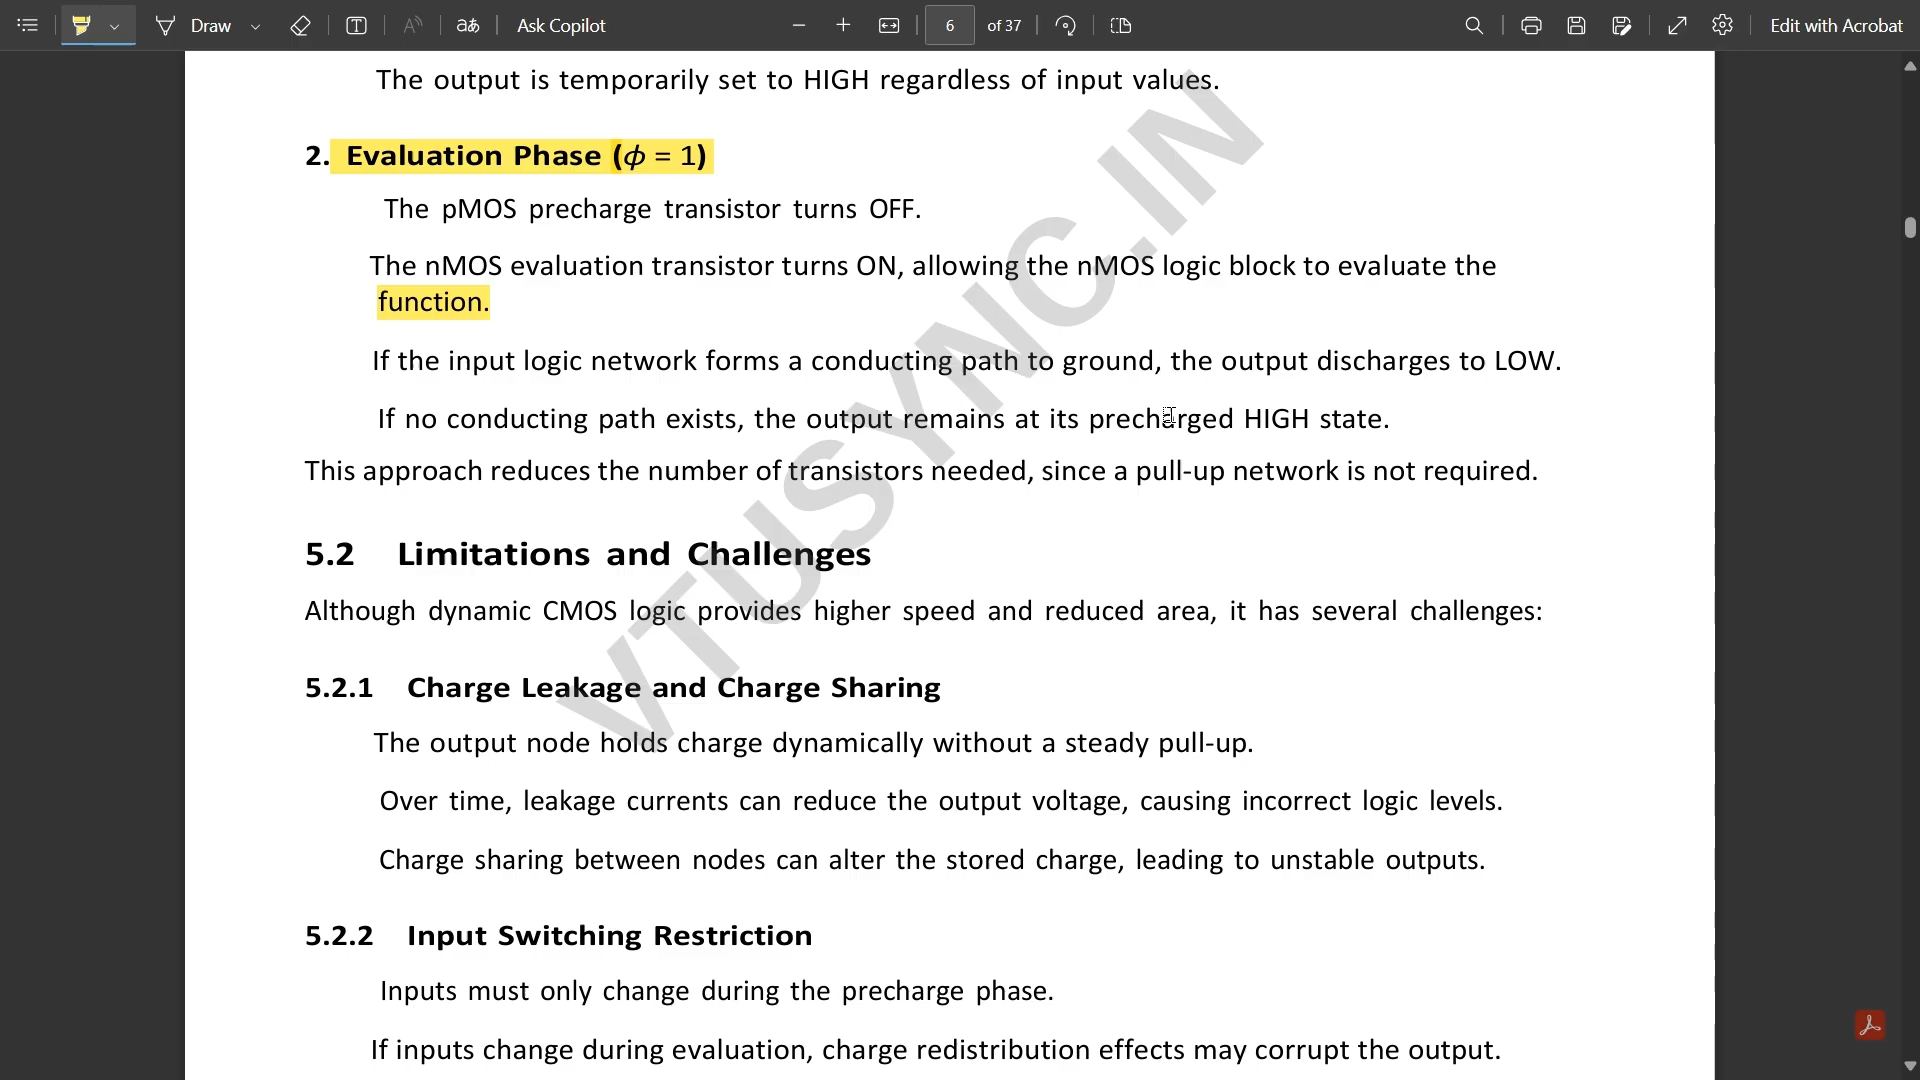 Draw
Ask Copilot
6 of 37
Edit with Acrobat
The output is temporarily set to HIGH regardless of input values.
2. Evaluation Phase (ϕ = 1)
The pMOS precharge transistor turns OFF.
The nMOS evaluation transistor turns ON, allowing the nMOS logic block to evaluate the
function.
If the input logic network forms a conducting path to ground, the output discharges to LOW.
If no conducting path exists, the output remains at its precharged HIGH state.
This approach reduces the number of transistors needed, since a pull-up network is not required.
5.2 Limitations and Challenges
Although dynamic CMOS logic provides higher speed and reduced area, it has several challenges:
5.2.1 Charge Leakage and Charge Sharing
The output node holds charge dynamically without a steady pull-up.
Over time, leakage currents can reduce the output voltage, causing incorrect logic levels.
Charge sharing between nodes can alter the stored charge, leading to unstable outputs.
5.2.2 Input Switching Restriction
Inputs must only change during the precharge phase.
If inputs change during evaluation, charge redistribution effects may corrupt the output.
VTUSYNC.IN